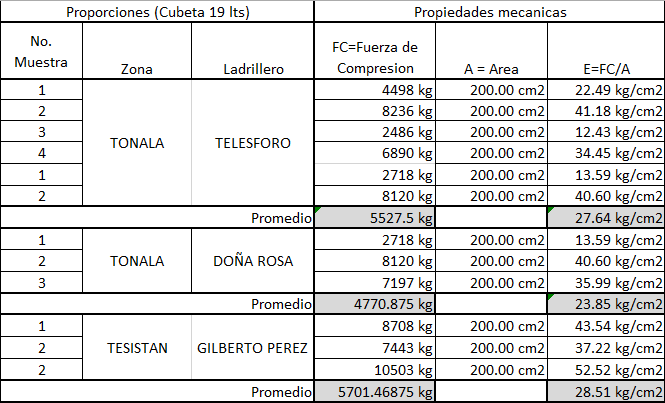 Proporciones (Cubeta 19 lts) Propiedades mecanicas
No. Muestra Zona Ladrillero FC=Fuerza de Compresion A = Area E=FC/A
1 TONALA TELESFORO 4498 kg 200.00 cm2 22.49 kg/cm2
2 8236 kg 200.00 cm2 41.18 kg/cm2
3 2486 kg 200.00 cm2 12.43 kg/cm2
4 6890 kg 200.00 cm2 34.45 kg/cm2
1 2718 kg 200.00 cm2 13.59 kg/cm2
2 8120 kg 200.00 cm2 40.60 kg/cm2
Promedio 5527.5 kg 27.64 kg/cm2
1 TONALA DOÑA ROSA 2718 kg 200.00 cm2 13.59 kg/cm2
2 8120 kg 200.00 cm2 40.60 kg/cm2
3 7197 kg 200.00 cm2 35.99 kg/cm2
Promedio 4770.875 kg 23.85 kg/cm2
1 TESISTAN GILBERTO PEREZ 8708 kg 200.00 cm2 43.54 kg/cm2
2 7443 kg 200.00 cm2 37.22 kg/cm2
2 10503 kg 200.00 cm2 52.52 kg/cm2
Promedio 5701.46875 kg 28.51 kg/cm2